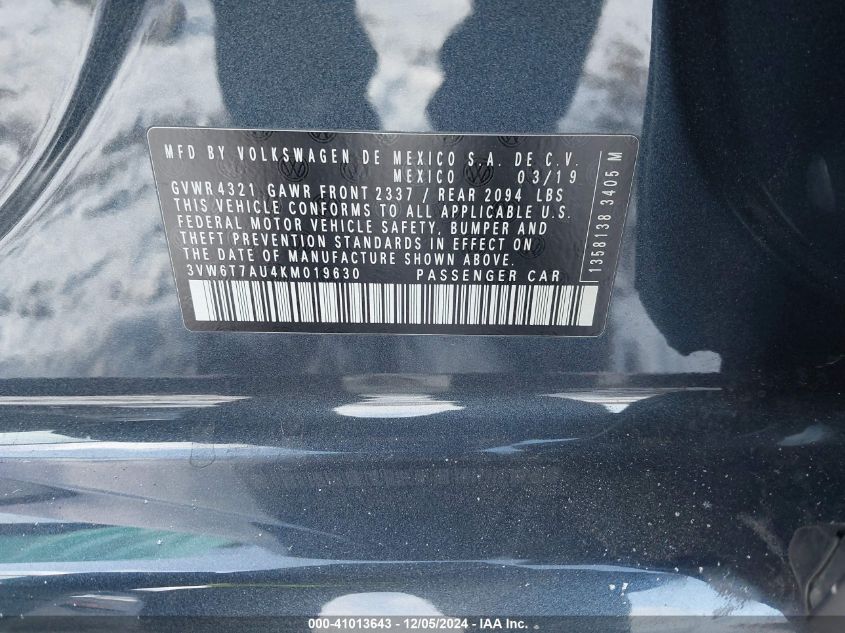 MFD BY VOLKSWAGEN DE MEXICO S.A. DE C.V.
MEXICO 03/19
GVWR 4321 GAWR FRONT 2337 / REAR 2094 LBS
THIS VEHICLE CONFORMS TO ALL APPLICABLE U.S.
FEDERAL MOTOR VEHICLE SAFETY, BUMPER AND
THEFT PREVENTION STANDARDS IN EFFECT ON
THE DATE OF MANUFACTURE SHOWN ABOVE.
3VW6T7AU4KM019630 PASSENGER CAR
1358138 3405 M
000-41013643 - 12/05/2024 - IAA Inc.